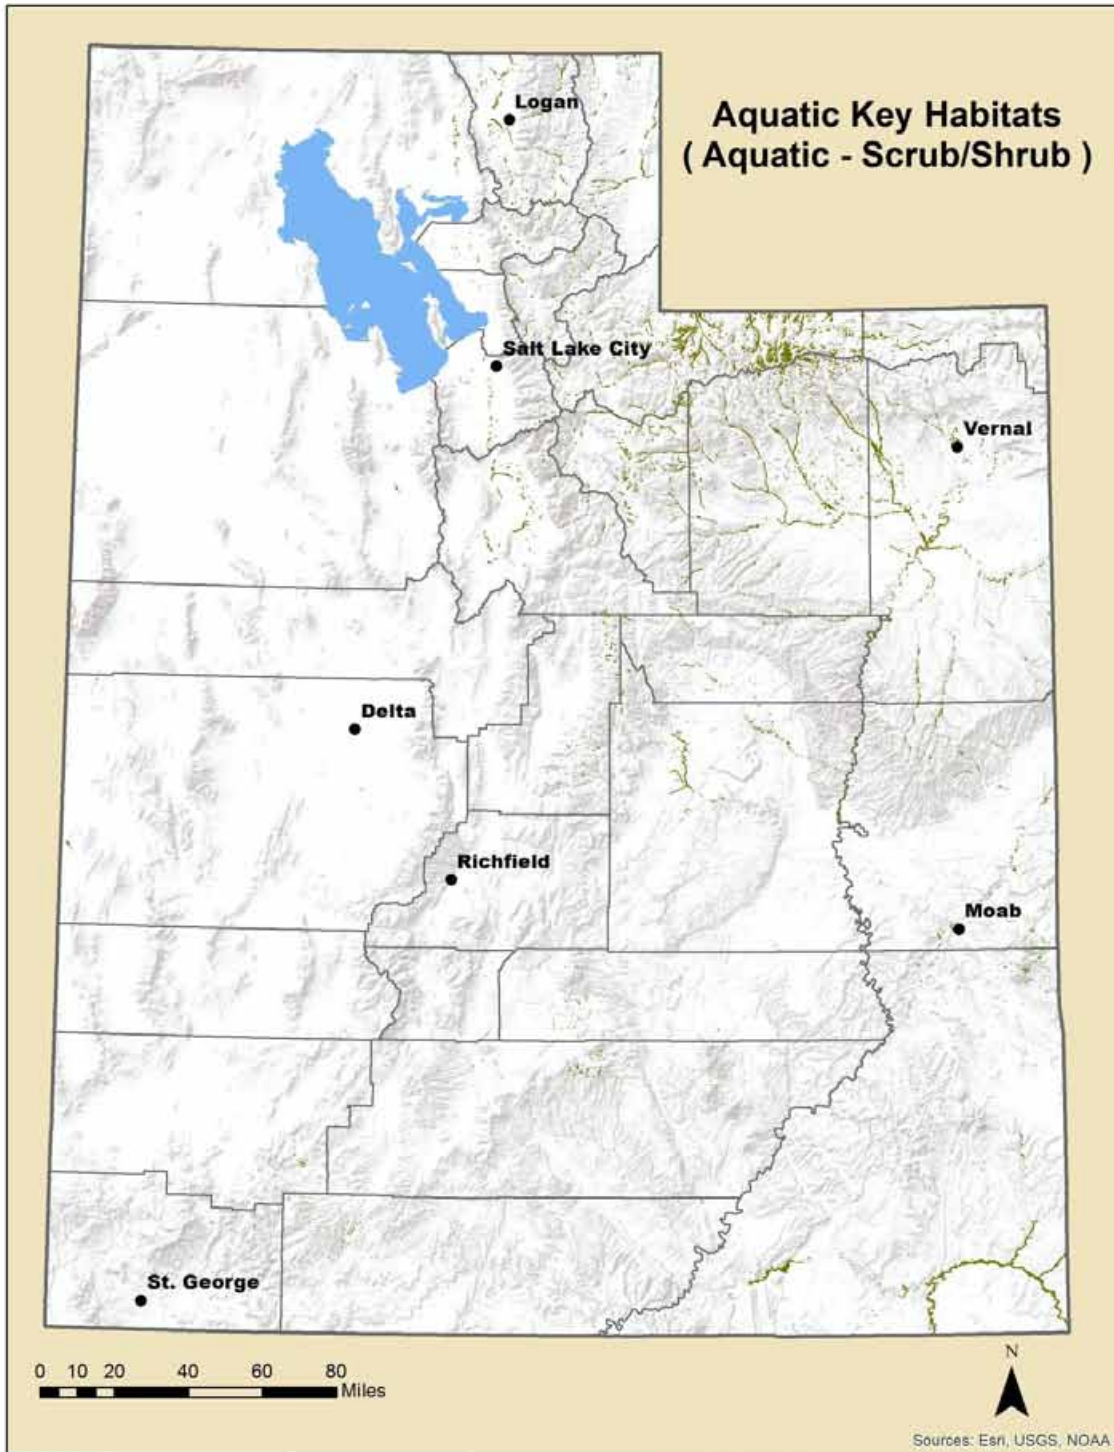 Aquatic Key Habitats
( Aquatic - Scrub/Shrub )
Logan
Salt Lake City
Vernal
Delta
Richfield
Moab
St. George
0 10 20 40 60 80
Miles
N
Sources: Esri, USGS, NOAA